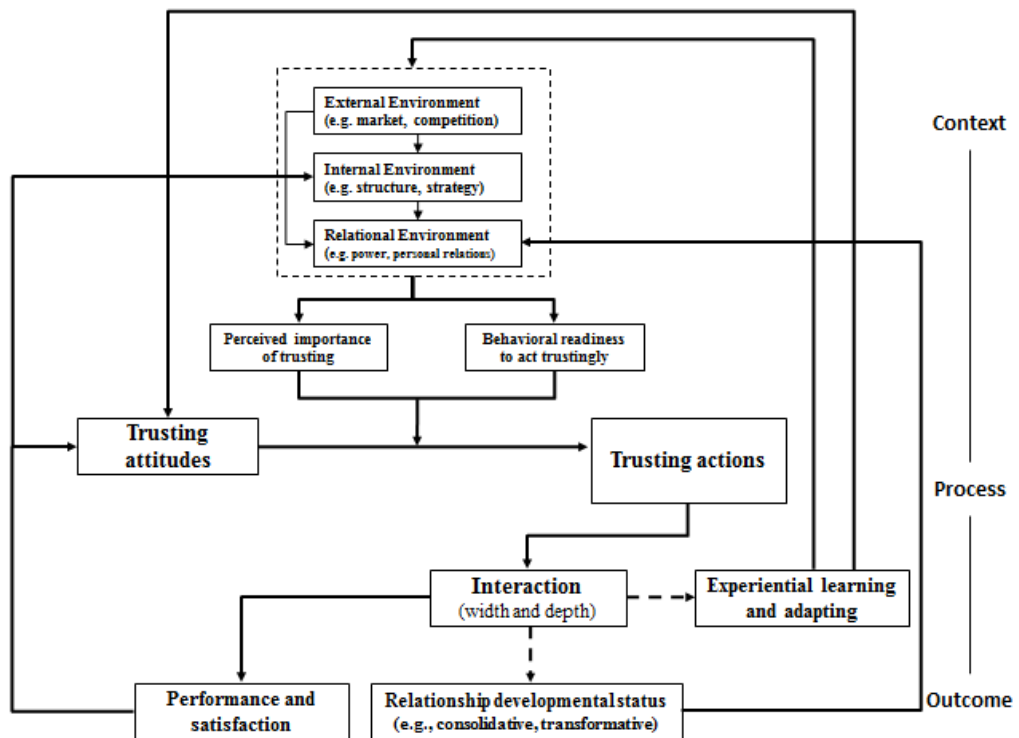 External Environment
(e.g. market, competition)
Context
Internal Environment
(e.g. structure, strategy)
Relational Environment
(e.g. power, personal relations)
Perceived importance
of trusting
Behavioral readiness
to act trustingly
Trusting
attitudes
Trusting actions
Process
Interaction
(width and depth)
Experiential learning
and adapting
Performance and
satisfaction
Relationship developmental status
(e.g., consolidative, transformative)
Outcome